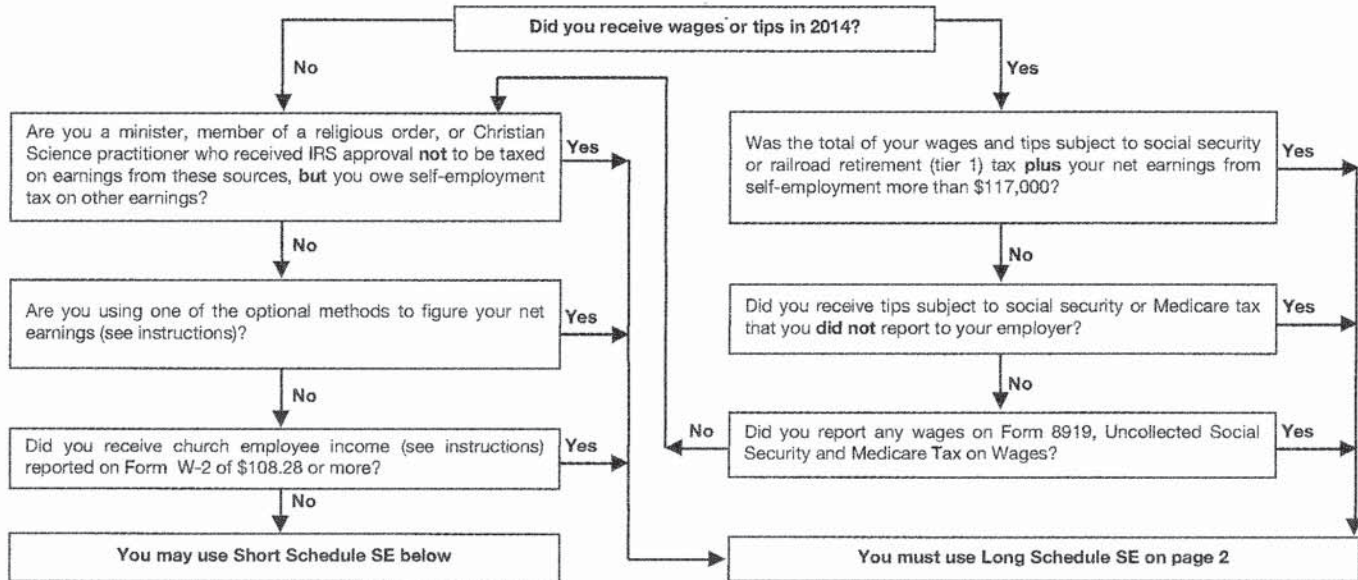 Did you receive wages or tips in 2014?
No
Yes
Are you a minister, member of a religious order, or Christian
Science practitioner who received IRS approval not to be taxed
on earnings from these sources, but you owe self-employment
tax on other earnings?
Yes
Was the total of your wages and tips subject to social security
or railroad retirement (tier 1) tax plus your net earnings from
self-employment more than $117,000?
Yes
No
No
Are you using one of the optional methods to figure your net
earnings (see instructions)?
Yes
Did you receive tips subject to social security or Medicare tax
that you did not report to your employer?
Yes
No
No
Did you receive church employee income (see instructions)
reported on Form W-2 of $108.28 or more?
Yes
No
Did you report any wages on Form 8919, Uncollected Social
Security and Medicare Tax on Wages?
Yes
No
You may use Short Schedule SE below
You must use Long Schedule SE on page 2